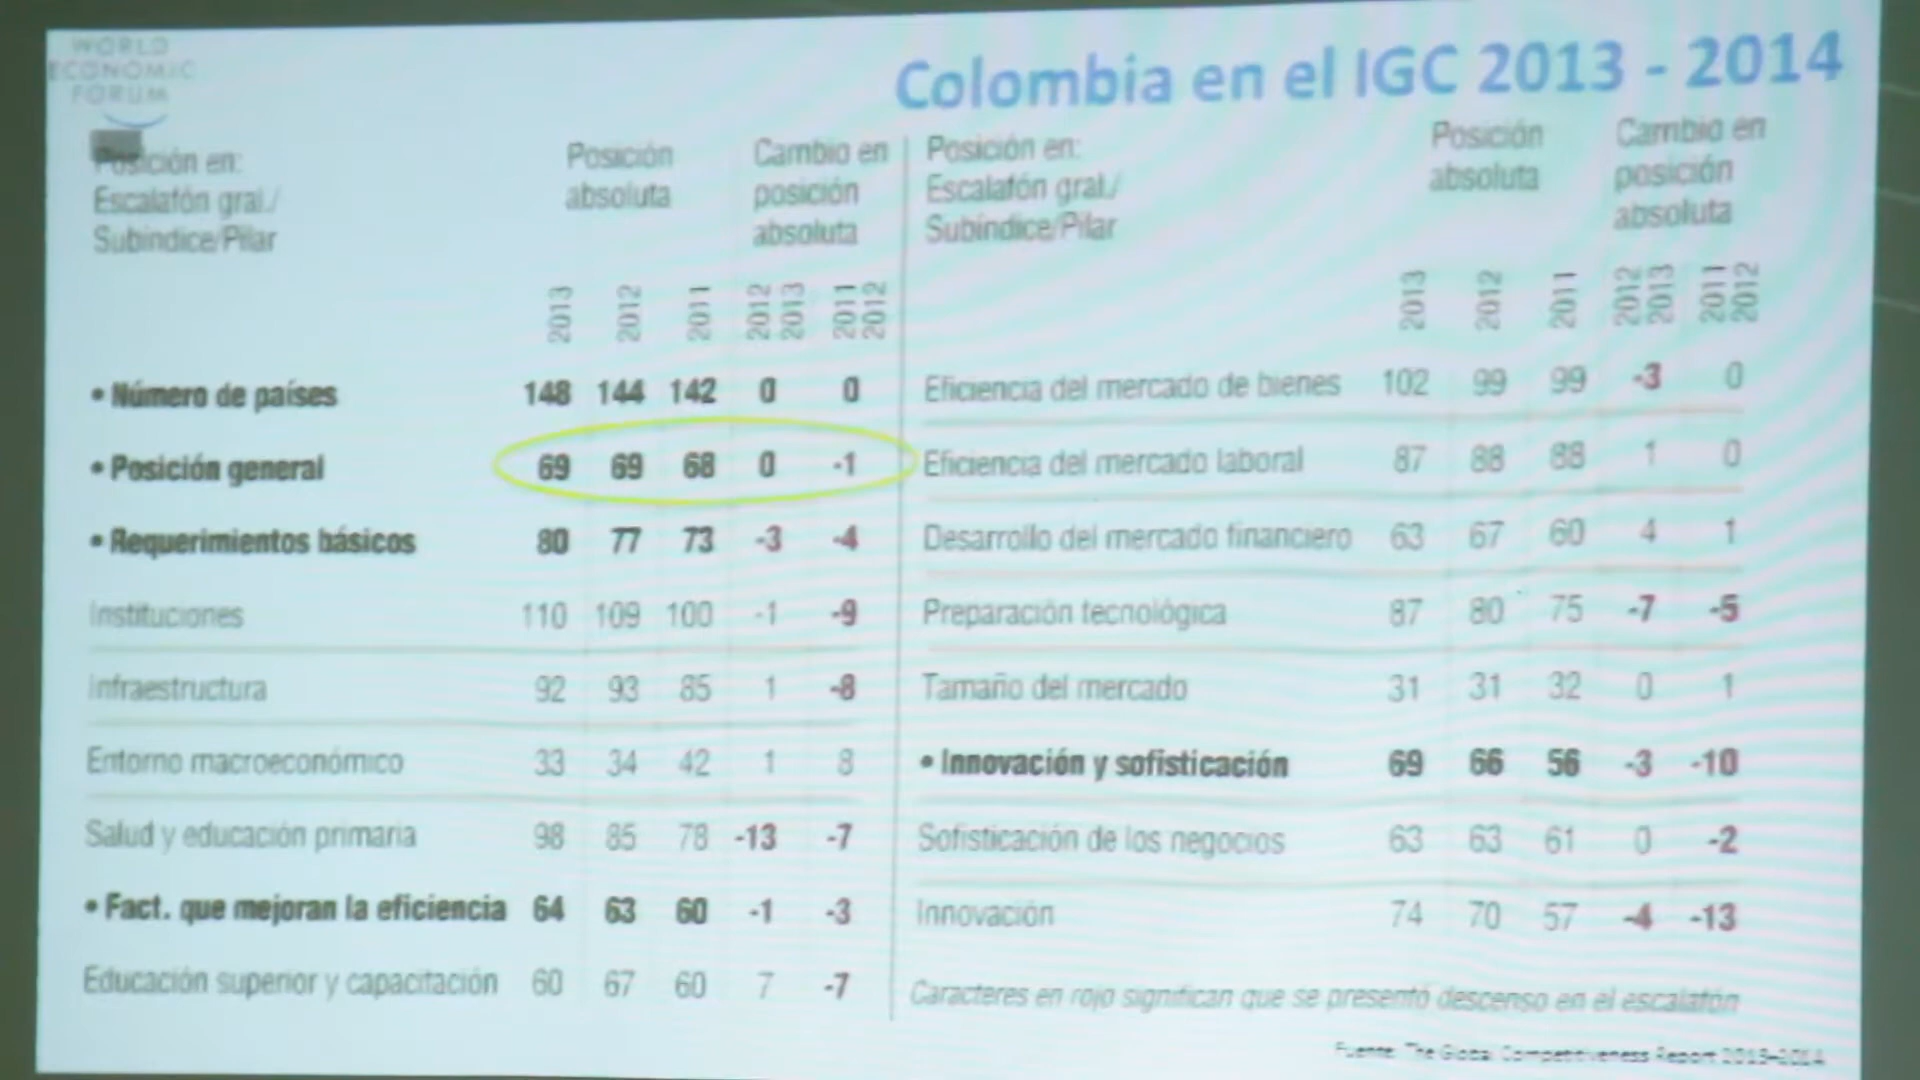 WORLD
ECONOMIC
FORUM
Colombia en el IGC 2013 - 2014
Posición en:
Escalafón gral./
Subíndice/Pilar
Posición
absoluta
Cambio en
posición
absoluta
2013 2012 2011 2012 2013 2011 2012
• Número de países 148 144 142 0 0
• Posición general 69 69 68 0 -1
• Requerimientos básicos 80 77 73 -3 -4
Instituciones 110 109 100 -1 -9
Infraestructura 92 93 85 1 -8
Entorno macroeconómico 33 34 42 1 8
Salud y educación primaria 98 85 78 -13 -7
• Fact. que mejoran la eficiencia 64 63 60 -1 -3
Educación superior y capacitación 60 67 60 7 -7
Posición en:
Escalafón gral./
Subíndice/Pilar
Posición
absoluta
Cambio en
posición
absoluta
2013 2012 2011 2012 2013 2011 2012
Eficiencia del mercado de bienes 102 99 99 -3 0
Eficiencia del mercado laboral 87 88 88 1 0
Desarrollo del mercado financiero 63 67 60 4 1
Preparación tecnológica 87 80 75 -7 -5
Tamaño del mercado 31 31 32 0 1
• Innovación y sofisticación 69 66 56 -3 -10
Sofisticación de los negocios 63 63 61 0 -2
Innovación 74 70 57 -4 -13
Caracteres en rojo significan que se presentó descenso en el escalafón
Fuente: The Global Competitiveness Report 2013-2014